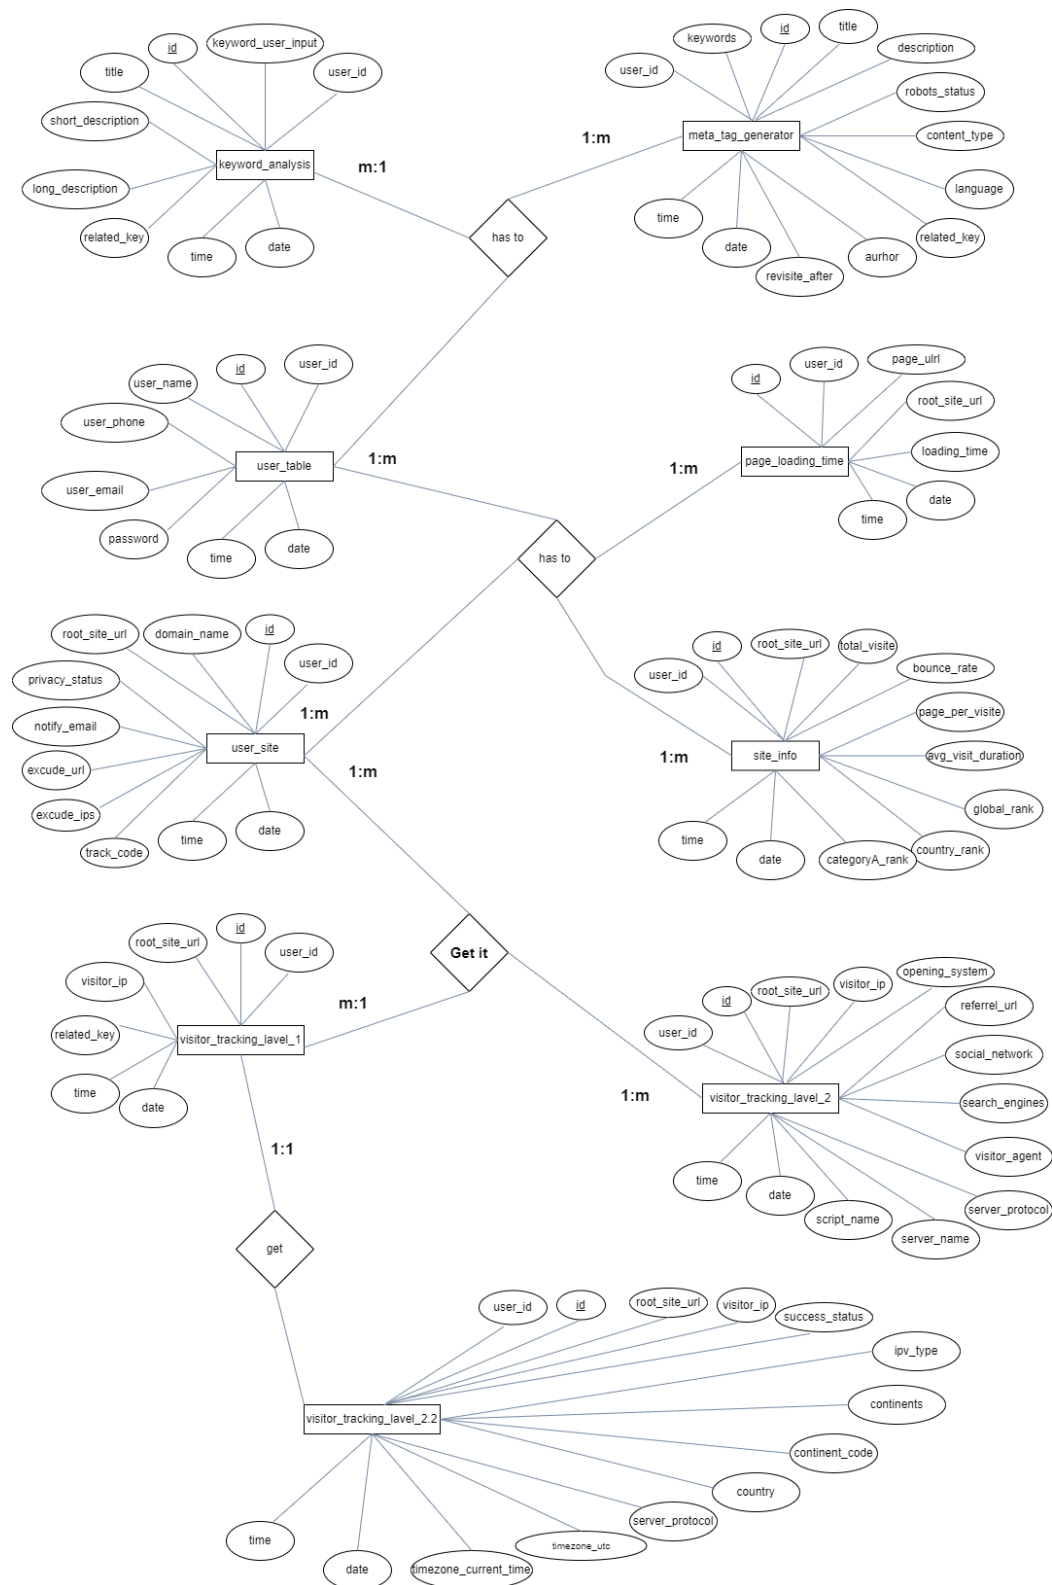 id
keyword_user_input
title
user_id
short_description
long_description
related_key
time
date
keyword_analysis
m:1
id
title
keywords
description
user_id
robots_status
content_type
language
related_key
aurhor
revisite_after
date
time
meta_tag_generator
1:m
has to
id
user_id
user_name
user_phone
user_email
password
time
date
user_table
1:m
id
user_id
page_ulrl
root_site_url
loading_time
date
time
page_loading_time
1:m
has to
root_site_url
domain_name
id
user_id
privacy_status
notify_email
excude_url
excude_ips
track_code
time
date
user_site
1:m
1:m
id
root_site_url
total_visite
user_id
bounce_rate
page_per_visite
avg_visit_duration
global_rank
country_rank
categoryA_rank
date
time
site_info
1:m
Get it
id
root_site_url
user_id
visitor_ip
related_key
time
date
visitor_tracking_lavel_1
m:1
1:1
opening_system
visitor_ip
root_site_url
id
referrel_url
user_id
social_network
search_engines
visitor_agent
server_protocol
server_name
script_name
date
time
visitor_tracking_lavel_2
1:m
get
user_id
id
root_site_url
visitor_ip
success_status
ipv_type
continents
continent_code
country
server_protocol
timezone_utc
timezone_current_time
date
time
visitor_tracking_lavel_2.2